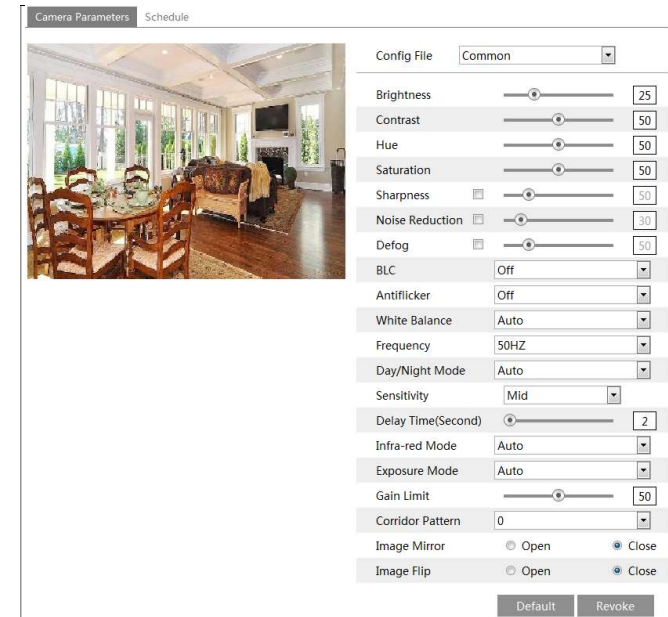 Camera Parameters Schedule
Config File Common
Brightness 25
Contrast 50
Hue 50
Saturation 50
Sharpness 50
Noise Reduction 30
Defog 50
BLC Off
Antiflicker Off
White Balance Auto
Frequency 50HZ
Day/Night Mode Auto
Sensitivity Mid
Delay Time(Second) 2
Infra-red Mode Auto
Exposure Mode Auto
Gain Limit 50
Corridor Pattern 0
Image Mirror Open Close
Image Flip Open Close
Default Revoke